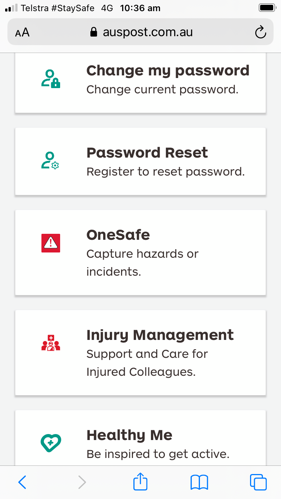 Telstra #StaySafe 4G 10:36 am
AA auspost.com.au
Change my password
Change current password.
Password Reset
Register to reset password.
OneSafe
Capture hazards or
incidents.
Injury Management
Support and Care for
Injured Colleagues.
Healthy Me
Be inspired to get active.